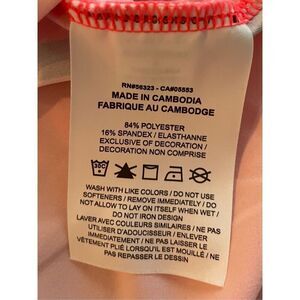 RN#56323 - CA#05553
MADE IN CAMBODIA
FABRIQUE AU CAMBODGE
84% POLYESTER
16% SPANDEX / ELASTHANNE
EXCLUSIVE OF DECORATION /
DECORATION NON COMPRISE
WASH WITH LIKE COLORS / DO NOT USE
SOFTENERS / REMOVE IMMEDIATELY / DO
NOT ALLOW TO LAY ON ITSELF WHEN WET /
DO NOT IRON DESIGN
LAVER AVEC COULEURS SIMILAIRES / NE PAS
UTILISER D'ADOUCISSEUR / ENLEVER
IMMÉDIATEMENT / NE PAS LAISSER LE
VÊTEMENT PLIÉ LORSQU'IL EST MOUILLÉ / NE
PAS REPASSER LE DESSIN